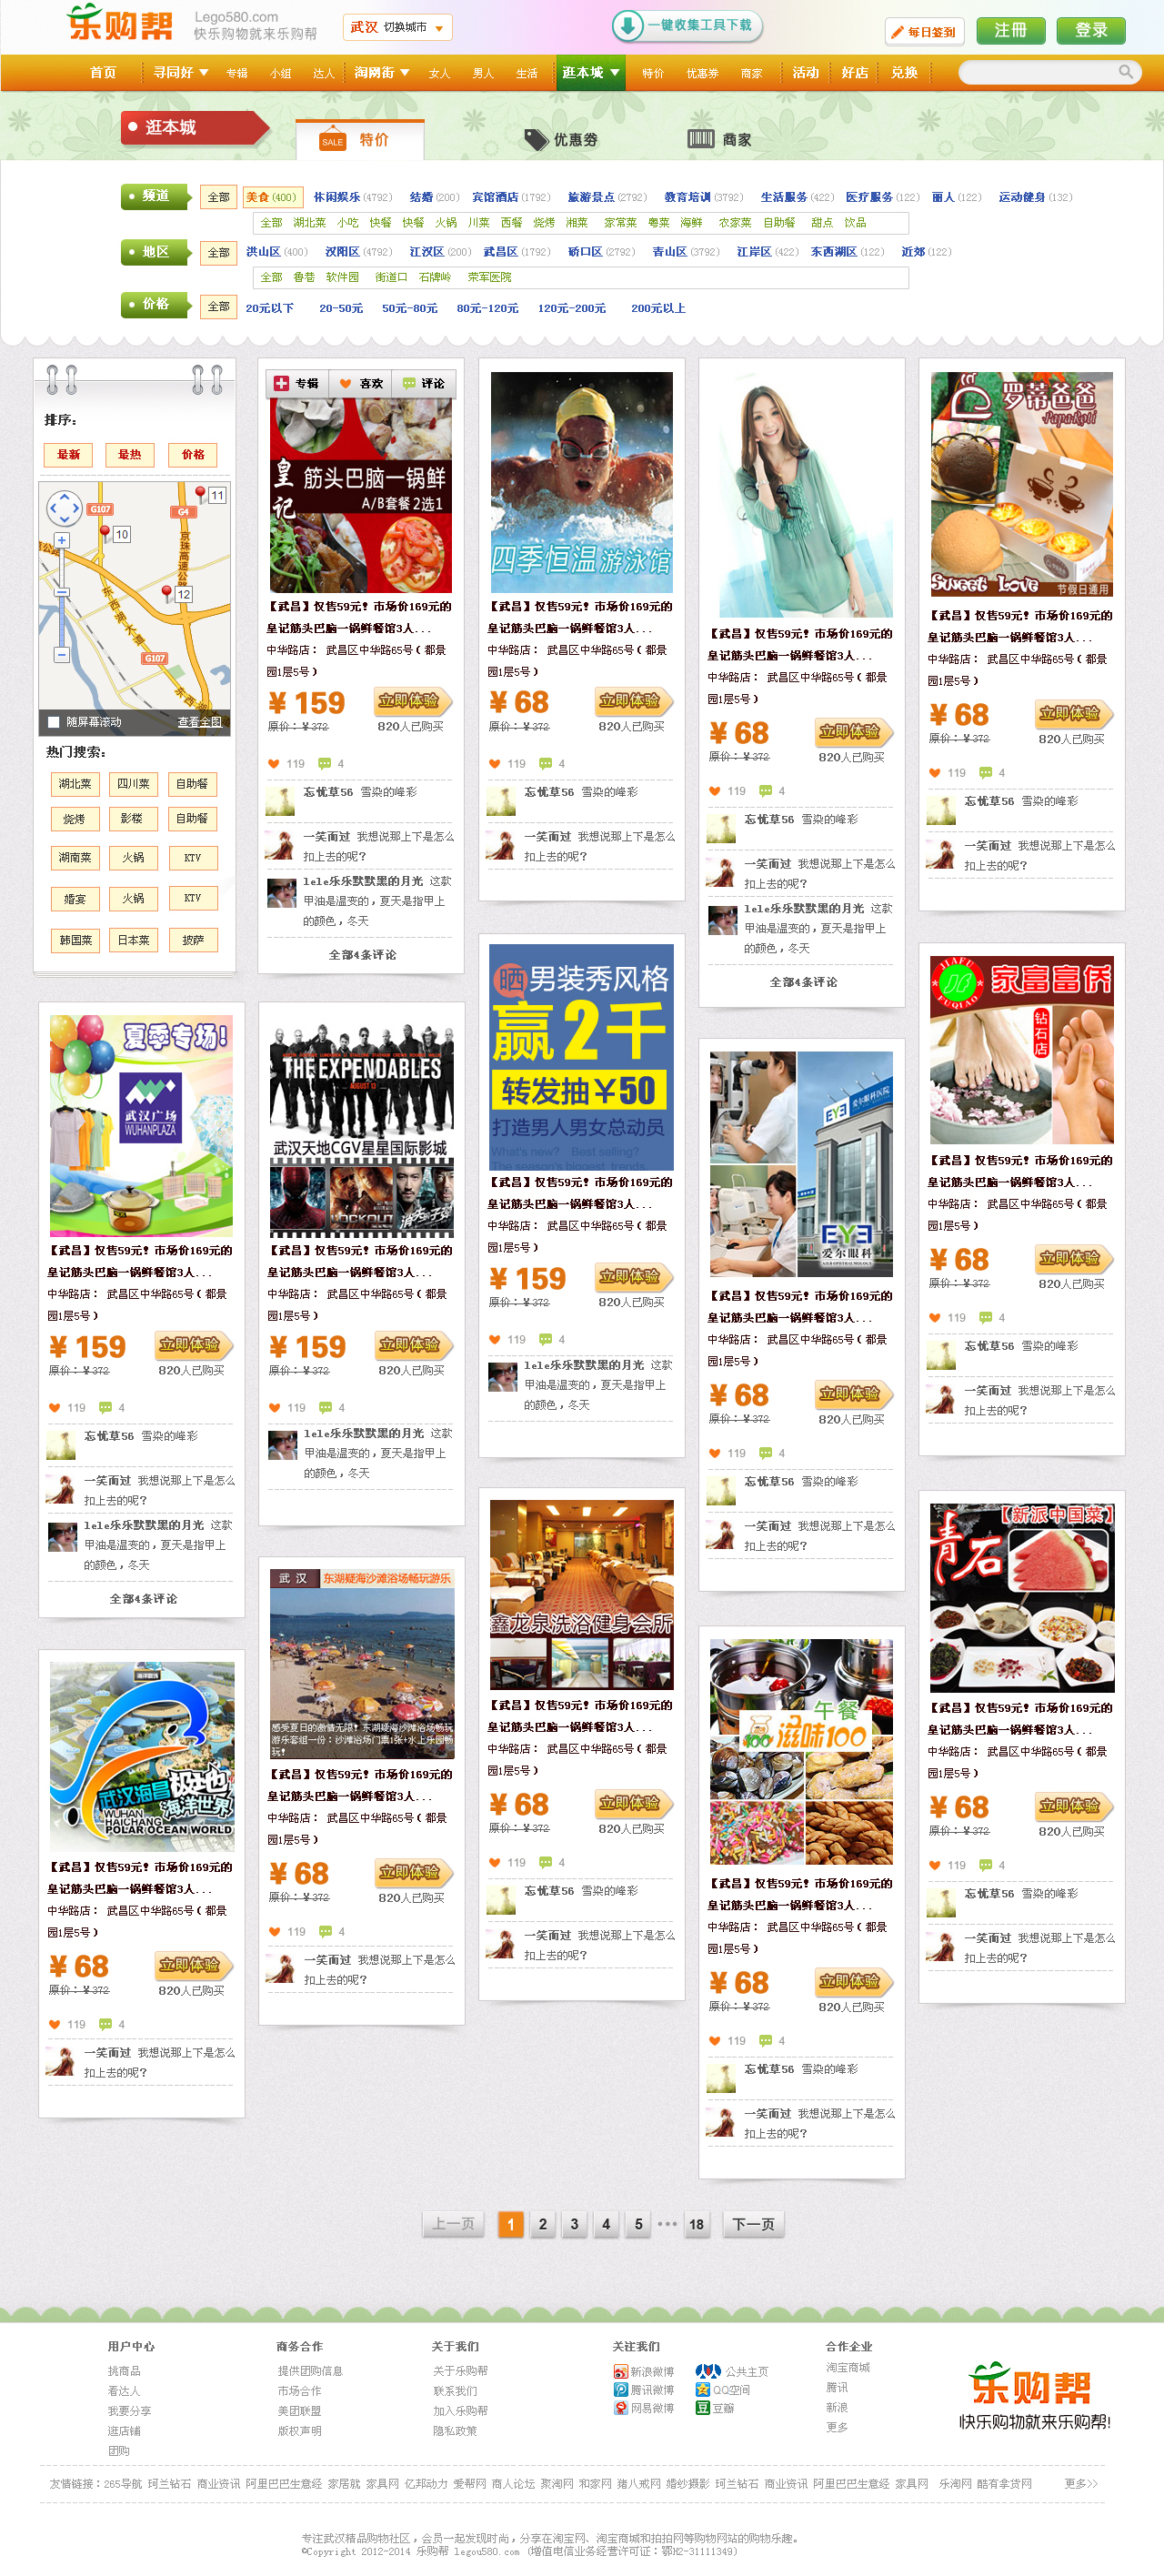 乐购帮
Lego580.com
快乐购物就来乐购帮
武汉 切换城市
一键收集工具下载
每日签到
注册
登录
首页 寻同好 专辑 小组 达人 淘网街 女人 男人 生活 逛本城 特价 优惠券 商家 活动 好店 兑换
逛本城
SALE 特价
优惠券
商家
频道 全部 美食(400) 休闲娱乐(4792) 结婚(200) 宾馆酒店(1792) 旅游景点(2792) 教育培训(3792) 生活服务(422) 医疗服务(122) 丽人(122) 运动健身(132)
全部 湖北菜 小吃 快餐 快餐 火锅 川菜 西餐 烧烤 湘菜 家常菜 粤菜 海鲜 农家菜 自助餐 甜点 饮品
地区 全部 洪山区(400) 汉阳区(4792) 江汉区(200) 武昌区(1792) 硚口区(2792) 青山区(3792) 江岸区(422) 东西湖区(122) 近郊(122)
全部 鲁巷 软件园 街道口 石牌岭 荣军医院
价格 全部 20元以下 20-50元 50元-80元 80元-120元 120元-200元 200元以上
排序：
最新 最热 价格
G107 G4 11
10
京珠高速公路
12
东西湖大道
G107
东西湖
随屏幕滚动 查看全图
热门搜索：
湖北菜 四川菜 自助餐
烧烤 影楼 自助餐
湖南菜 火锅 KTV
婚宴 火锅 KTV
韩国菜 日本菜 披萨
专辑 喜欢 评论
皇记
筋头巴脑一锅鲜
A/B套餐 2选1
【武昌】仅售59元！市场价169元的
皇记筋头巴脑一锅鲜餐馆3人...
中华路店： 武昌区中华路65号（都景
园1层5号）
¥ 159 立即体验
原价：￥372 820人已购买
119 4
忘忧草56 雪染的峰彩
一笑而过 我想说那上下是怎么
扣上去的呢？
lele乐乐默默黑的月光 这款
甲油是温变的，夏天是指甲上
的颜色，冬天
全部4条评论
四季恒温游泳馆
【武昌】仅售59元！市场价169元的
皇记筋头巴脑一锅鲜餐馆3人...
中华路店： 武昌区中华路65号（都景
园1层5号）
¥ 68 立即体验
原价：￥372 820人已购买
119 4
忘忧草56 雪染的峰彩
一笑而过 我想说那上下是怎么
扣上去的呢？
【武昌】仅售59元！市场价169元的
皇记筋头巴脑一锅鲜餐馆3人...
中华路店： 武昌区中华路65号（都景
园1层5号）
¥ 68 立即体验
原价：￥372 820人已购买
119 4
忘忧草56 雪染的峰彩
一笑而过 我想说那上下是怎么
扣上去的呢？
lele乐乐默默黑的月光 这款
甲油是温变的，夏天是指甲上
的颜色，冬天
全部4条评论
罗蒂爸爸
PapaRoti
Sweet Love
节假日通用
【武昌】仅售59元！市场价169元的
皇记筋头巴脑一锅鲜餐馆3人...
中华路店： 武昌区中华路65号（都景
园1层5号）
¥ 68 立即体验
原价：￥372 820人已购买
119 4
忘忧草56 雪染的峰彩
一笑而过 我想说那上下是怎么
扣上去的呢？
夏季专场!
武汉广场
WUHANPLAZA
【武昌】仅售59元！市场价169元的
皇记筋头巴脑一锅鲜餐馆3人...
中华路店： 武昌区中华路65号（都景
园1层5号）
¥ 159 立即体验
原价：￥372 820人已购买
119 4
忘忧草56 雪染的峰彩
一笑而过 我想说那上下是怎么
扣上去的呢？
lele乐乐默默黑的月光 这款
甲油是温变的，夏天是指甲上
的颜色，冬天
全部4条评论
THE EXPENDABLES
AUGUST 13
武汉天地CGV星星国际影城
LOCKOUT
【武昌】仅售59元！市场价169元的
皇记筋头巴脑一锅鲜餐馆3人...
中华路店： 武昌区中华路65号（都景
园1层5号）
¥ 159 立即体验
原价：￥372 820人已购买
119 4
lele乐乐默默黑的月光 这款
甲油是温变的，夏天是指甲上
的颜色，冬天
晒男装秀风格
赢2千
转发抽￥50
打造男人男女总动员
What's new? Best selling?
The season's biggest trends.
【武昌】仅售59元！市场价169元的
皇记筋头巴脑一锅鲜餐馆3人...
中华路店： 武昌区中华路65号（都景
园1层5号）
¥ 159 立即体验
原价：￥372 820人已购买
119 4
lele乐乐默默黑的月光 这款
甲油是温变的，夏天是指甲上
的颜色，冬天
EYE 爱尔眼科医院
EYE
爱尔眼科
【武昌】仅售59元！市场价169元的
皇记筋头巴脑一锅鲜餐馆3人...
中华路店： 武昌区中华路65号（都景
园1层5号）
¥ 68 立即体验
原价：￥372 820人已购买
119 4
忘忧草56 雪染的峰彩
一笑而过 我想说那上下是怎么
扣上去的呢？
JIAFU
FUQIAO
家富富侨
钻石店
【武昌】仅售59元！市场价169元的
皇记筋头巴脑一锅鲜餐馆3人...
中华路店： 武昌区中华路65号（都景
园1层5号）
¥ 68 立即体验
原价：￥372 820人已购买
119 4
忘忧草56 雪染的峰彩
一笑而过 我想说那上下是怎么
扣上去的呢？
武汉海昌极地海洋世界
WUHAN
HAICHANG
POLAR OCEAN WORLD
【武昌】仅售59元！市场价169元的
皇记筋头巴脑一锅鲜餐馆3人...
中华路店： 武昌区中华路65号（都景
园1层5号）
¥ 68 立即体验
原价：￥372 820人已购买
119 4
一笑而过 我想说那上下是怎么
扣上去的呢？
武 汉 东湖疑海沙滩浴场畅玩游乐
感受夏日的激情无限！东湖疑海沙滩浴场畅玩
游乐套组一份：沙滩浴场门票1张+水上乐园畅
玩！
【武昌】仅售59元！市场价169元的
皇记筋头巴脑一锅鲜餐馆3人...
中华路店： 武昌区中华路65号（都景
园1层5号）
¥ 68 立即体验
原价：￥372 820人已购买
119 4
一笑而过 我想说那上下是怎么
扣上去的呢？
鑫龙泉洗浴健身会所
【武昌】仅售59元！市场价169元的
皇记筋头巴脑一锅鲜餐馆3人...
中华路店： 武昌区中华路65号（都景
园1层5号）
¥ 68 立即体验
原价：￥372 820人已购买
119 4
忘忧草56 雪染的峰彩
一笑而过 我想说那上下是怎么
扣上去的呢？
午餐
100 滋味100
【武昌】仅售59元！市场价169元的
皇记筋头巴脑一锅鲜餐馆3人...
中华路店： 武昌区中华路65号（都景
园1层5号）
¥ 68 立即体验
原价：￥372 820人已购买
119 4
忘忧草56 雪染的峰彩
一笑而过 我想说那上下是怎么
扣上去的呢？
【新派中国菜】
青石
【武昌】仅售59元！市场价169元的
皇记筋头巴脑一锅鲜餐馆3人...
中华路店： 武昌区中华路65号（都景
园1层5号）
¥ 68 立即体验
原价：￥372 820人已购买
119 4
忘忧草56 雪染的峰彩
一笑而过 我想说那上下是怎么
扣上去的呢？
上一页 1 2 3 4 5 ••• 18 下一页
用户中心
挑商品
看达人
我要分享
逛店铺
团购
商务合作
提供团购信息
市场合作
美团联盟
版权声明
关于我们
关于乐购帮
联系我们
加入乐购帮
隐私政策
关注我们
新浪微博 公共主页
腾讯微博 QQ空间
网易微博 豆瓣
合作企业
淘宝商城
腾讯
新浪
更多
乐购帮
快乐购物就来乐购帮!
友情链接：265导航 珂兰钻石 商业资讯 阿里巴巴生意经 家居就 家具网 亿邦动力 爱帮网 商人论坛 聚淘网 和家网 猪八戒网 婚纱摄影 珂兰钻石 商业资讯 阿里巴巴生意经 家具网 乐淘网 酷有拿货网 更多>>
专注武汉精品购物社区，会员一起发现时尚，分享在淘宝网、淘宝商城和拍拍网等购物网站的购物乐趣。
©Copyright 2012-2014 乐购帮 legou580.com (增值电信业务经营许可证：鄂H2-31111349)